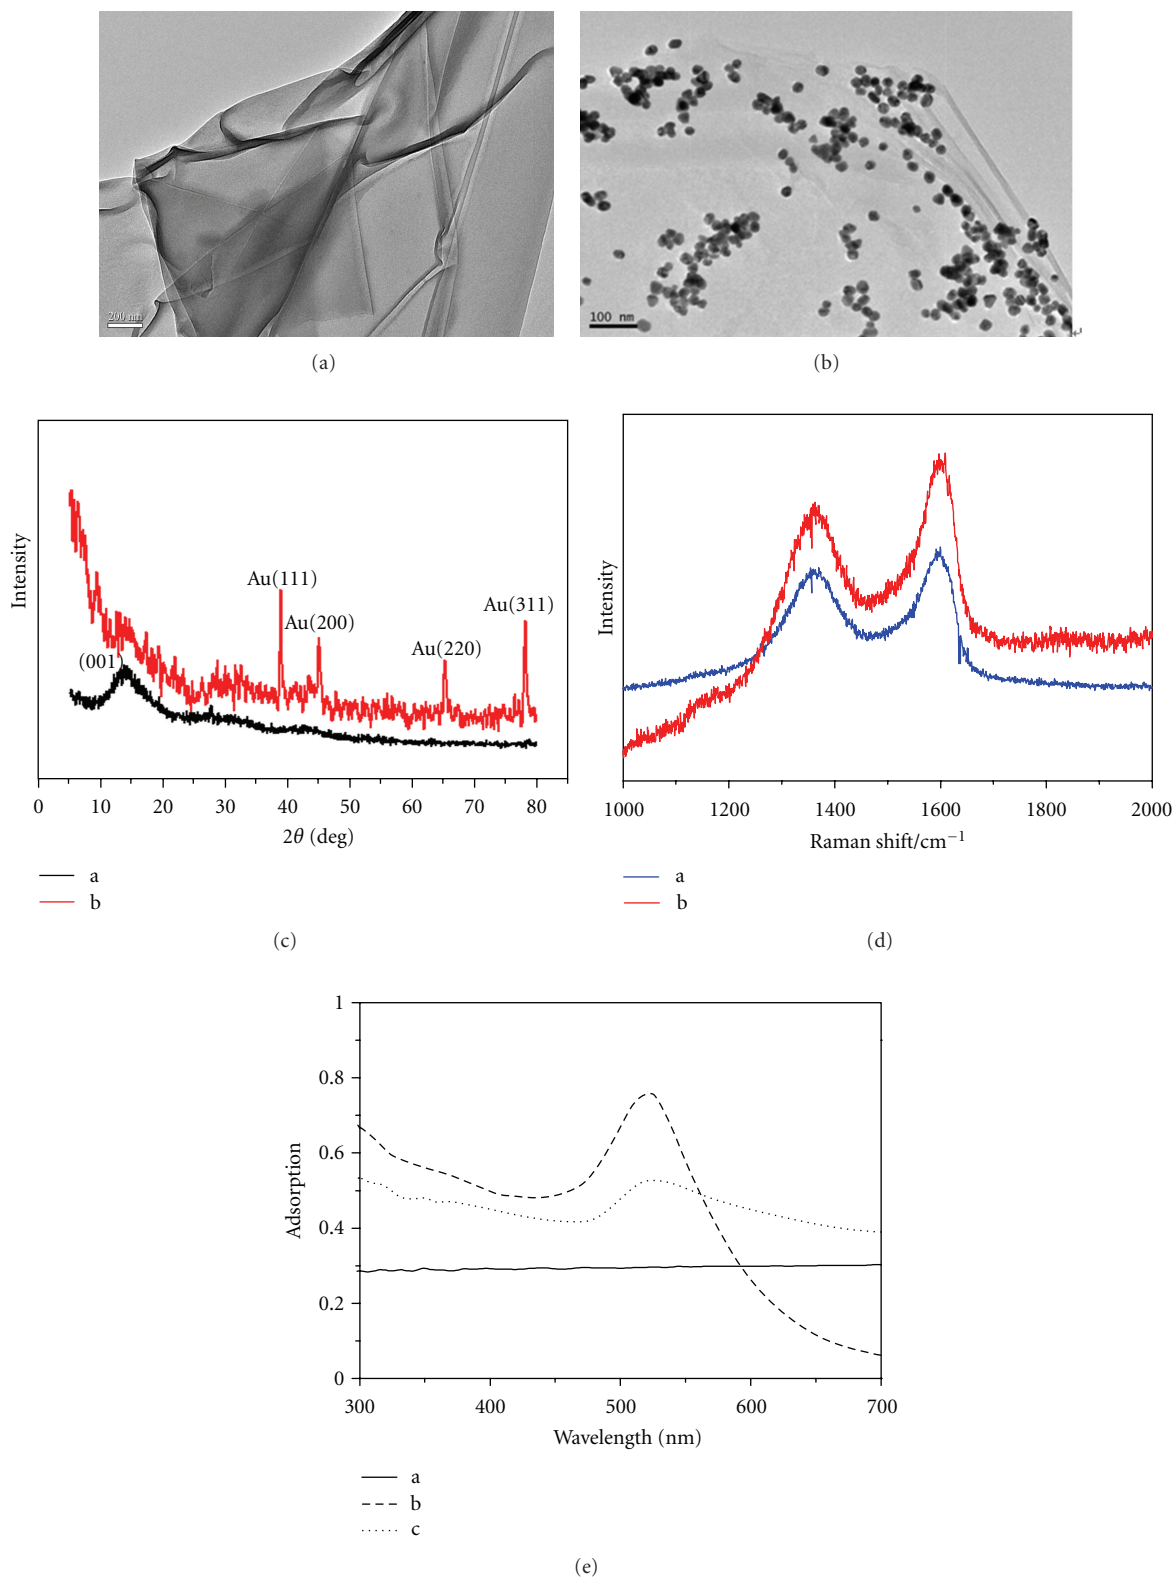 200 nm
100 nm
(a)
(b)
Intensity
Au(111)
Au(200)
Au(220)
Au(311)
(001)
0 10 20 30 40 50 60 70 80
2θ (deg)
a
b
(c)
Intensity
1000 1200 1400 1600 1800 2000
Raman shift/cm⁻¹
a
b
(d)
Adsorption
1
0.8
0.6
0.4
0.2
0
300 400 500 600 700
Wavelength (nm)
a
b
c
(e)